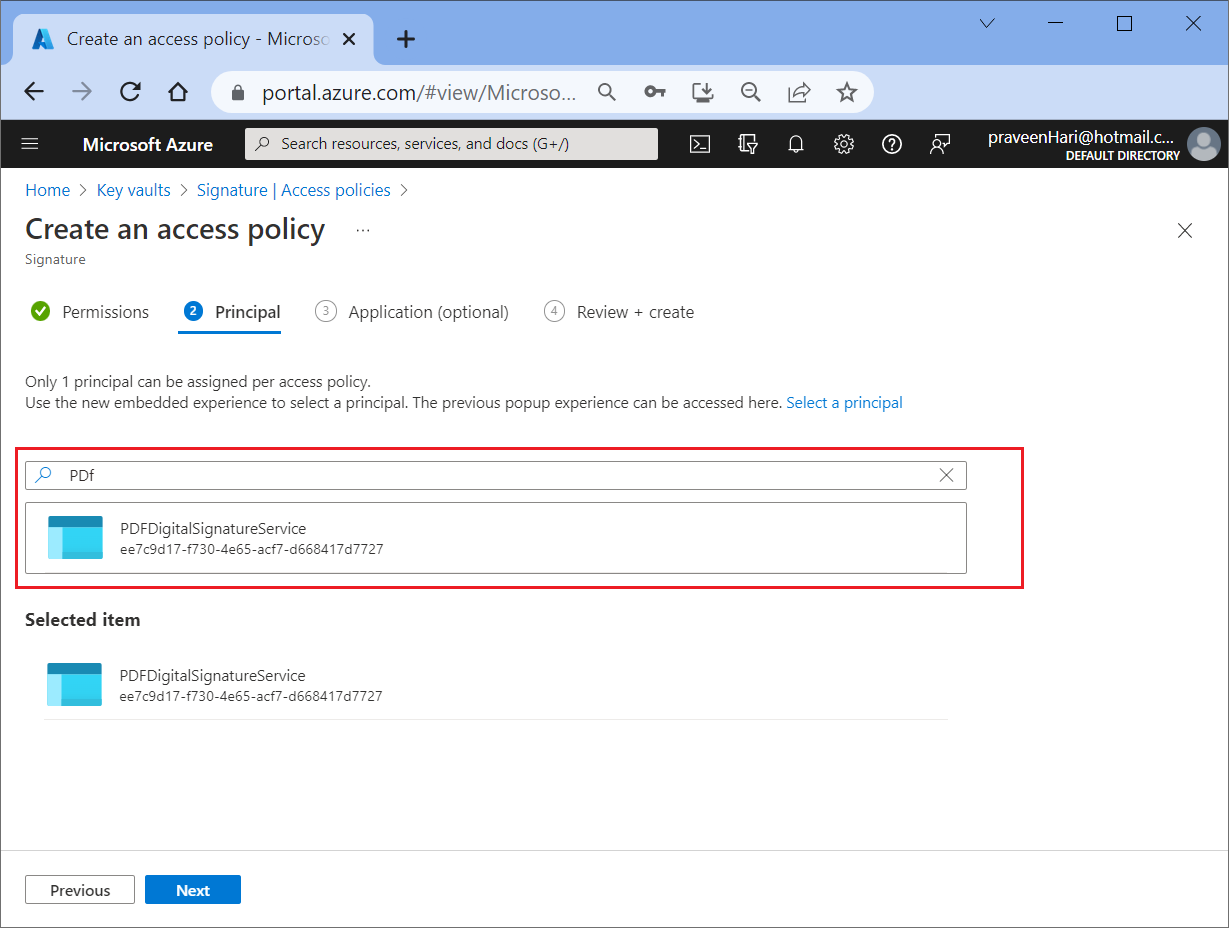 Create an access policy - Microso
portal.azure.com/#view/Microso...
Microsoft Azure
Search resources, services, and docs (G+/)
praveenHari@hotmail.c...
DEFAULT DIRECTORY
Home > Key vaults > Signature | Access policies >
Create an access policy ...
Signature
Permissions
2 Principal
3 Application (optional)
4 Review + create
Only 1 principal can be assigned per access policy.
Use the new embedded experience to select a principal. The previous popup experience can be accessed here. Select a principal
PDf
PDFDigitalSignatureService
ee7c9d17-f730-4e65-acf7-d668417d7727
Selected item
PDFDigitalSignatureService
ee7c9d17-f730-4e65-acf7-d668417d7727
Previous
Next